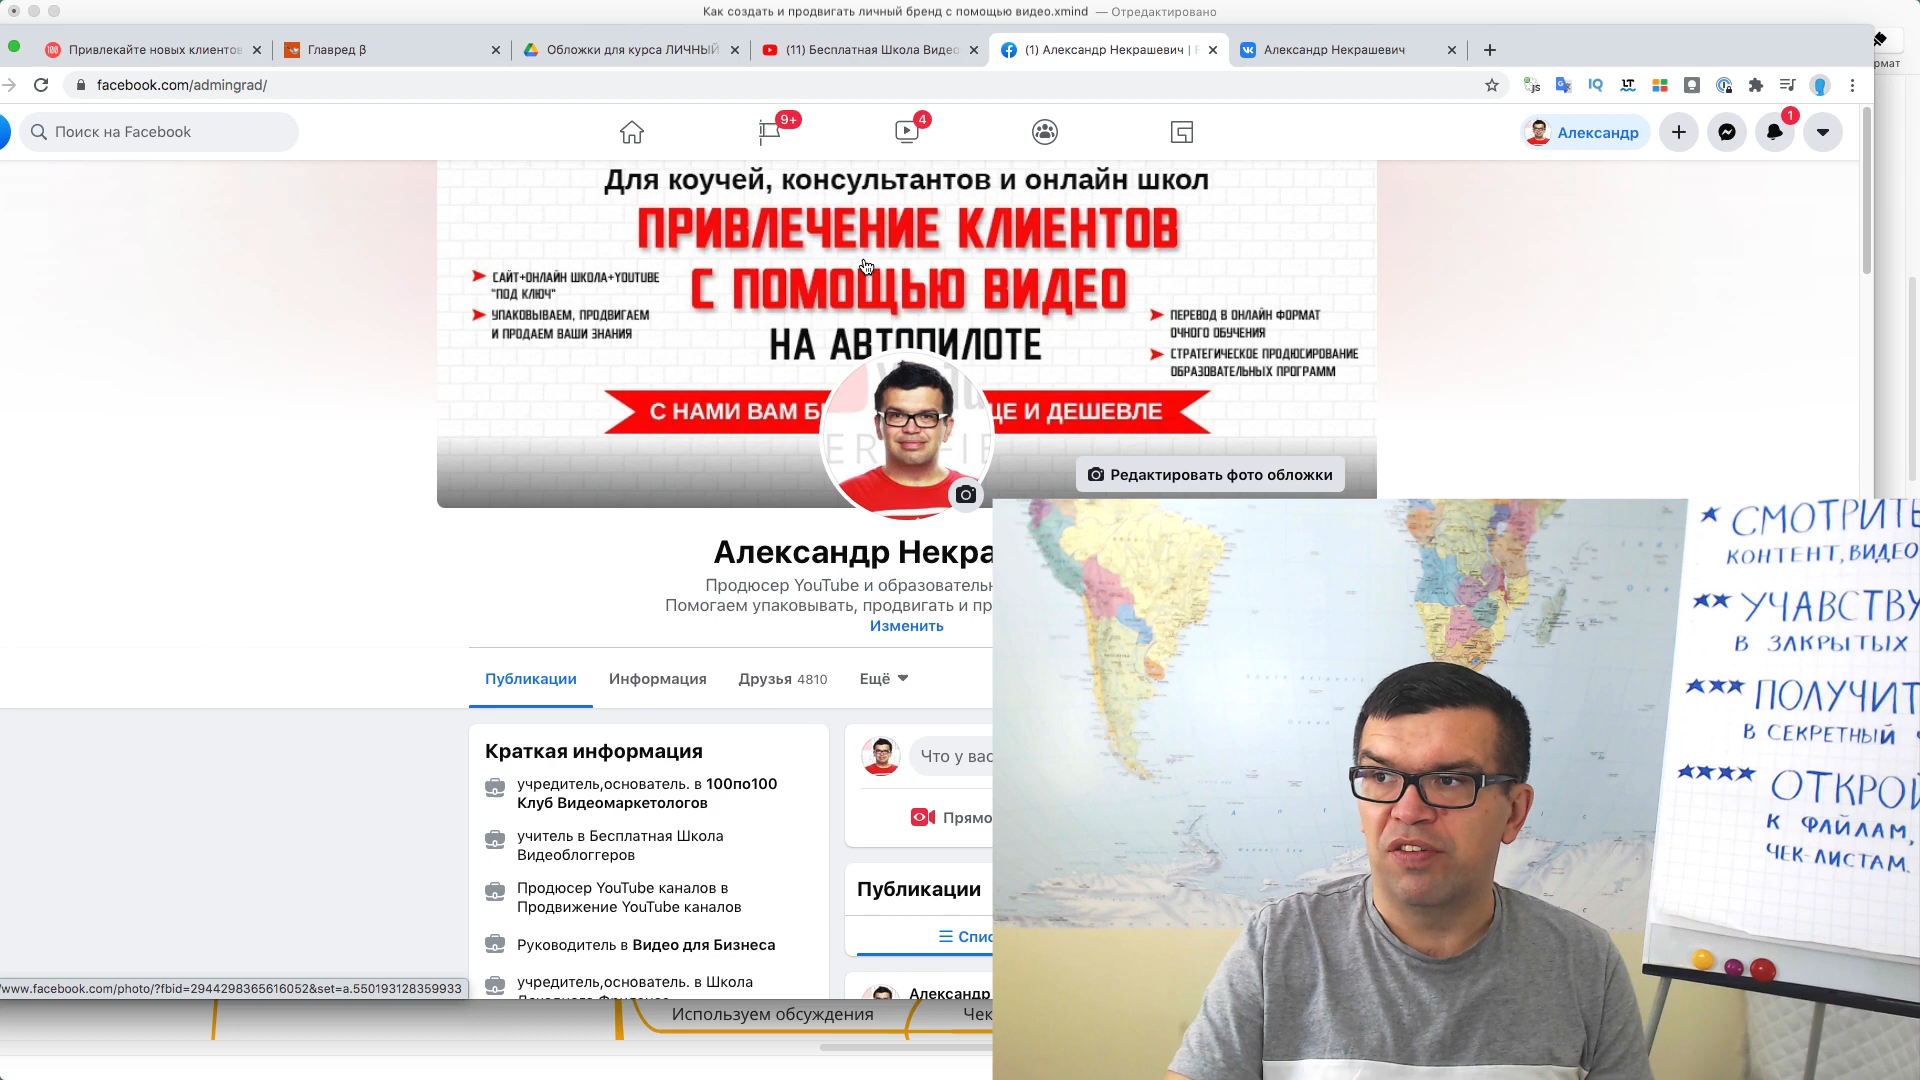 Как создать и продвигать личный бренд с помощью видео.xmind — Отредактировано
Привлекайте новых клиентов
Главред β
Обложки для курса ЛИЧНЫЙ
(11) Бесплатная Школа Видео
(1) Александр Некрашевич | F
Александр Некрашевич
рмат
facebook.com/admingrad/
Поиск на Facebook
9+
4
Александр
1
Для коучей, консультантов и онлайн школ
ПРИВЛЕЧЕНИЕ КЛИЕНТОВ
С ПОМОЩЬЮ ВИДЕО
НА АВТОПИЛОТЕ
САЙТ+ОНЛАЙН ШКОЛА+YOUTUBE
"ПОД КЛЮЧ"
УПАКОВЫВАЕМ, ПРОДВИГАЕМ
И ПРОДАЕМ ВАШИ ЗНАНИЯ
ПЕРЕВОД В ОНЛАЙН ФОРМАТ
ОЧНОГО ОБУЧЕНИЯ
СТРАТЕГИЧЕСКОЕ ПРОДЮСИРОВАНИЕ
ОБРАЗОВАТЕЛЬНЫХ ПРОГРАММ
С НАМИ ВАМ Б ЦЕ И ДЕШЕВЛЕ
Редактировать фото обложки
Александр Некра
Продюсер YouTube и образователь
Помогаем упаковывать, продвигать и пр
Изменить
Публикации
Информация
Друзья 4810
Ещё
Краткая информация
учредитель,основатель. в 100по100
Клуб Видеомаркетологов
учитель в Бесплатная Школа
Видеоблоггеров
Продюсер YouTube каналов в
Продвижение YouTube каналов
Руководитель в Видео для Бизнеса
учредитель,основатель. в Школа
Что у вас
Прямо
Публикации
Спис
Александр
www.facebook.com/photo/?fbid=2944298365616052&set=a.550193128359933
Используем обсуждения
Чек
★ СМОТРИТЕ
КОНТЕНТ, ВИДЕО
★★ УЧАВСТВУ
В ЗАКРЫТЫХ
★★★ ПОЛУЧИТ
В СЕКРЕТНЫЙ
★★★★ ОТКРОЙ
К ФАЙЛАМ,
ЧЕК-ЛИСТАМ.